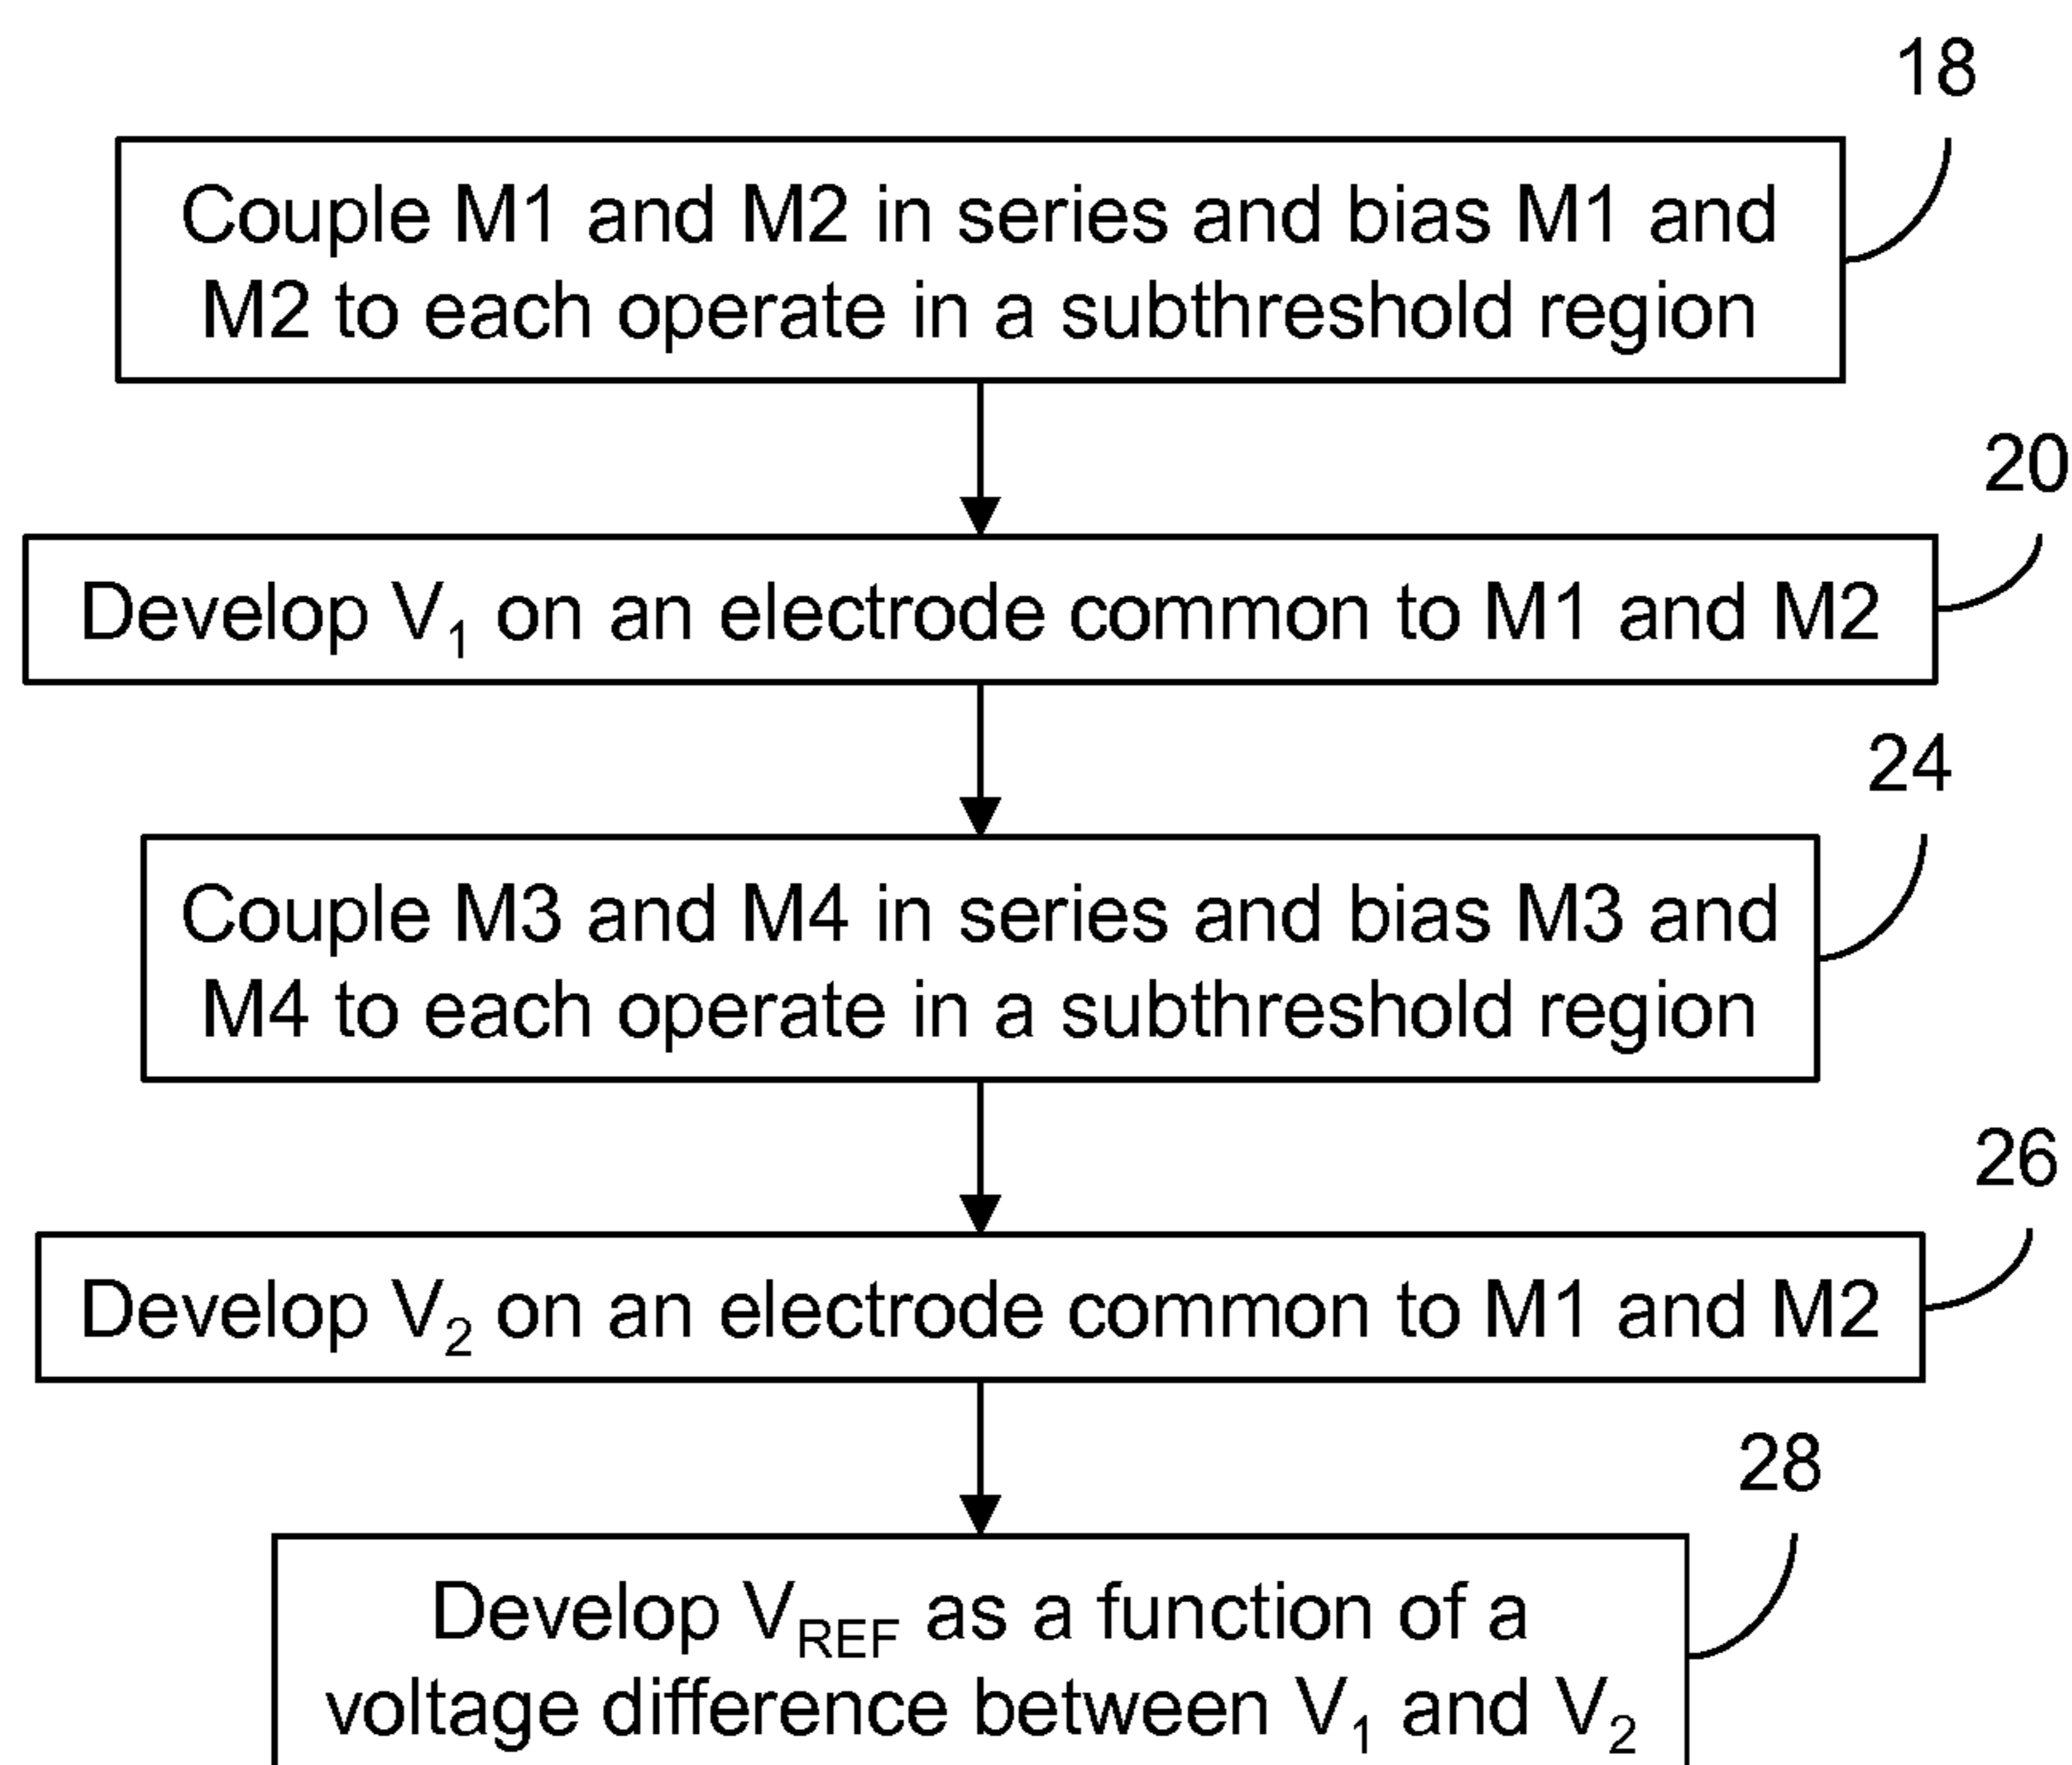 18
Couple M1 and M2 in series and bias M1 and
M2 to each operate in a subthreshold region
20
Develop V₁ on an electrode common to M1 and M2
24
Couple M3 and M4 in series and bias M3 and
M4 to each operate in a subthreshold region
26
Develop V₂ on an electrode common to M1 and M2
28
Develop VREF as a function of a
voltage difference between V₁ and V₂